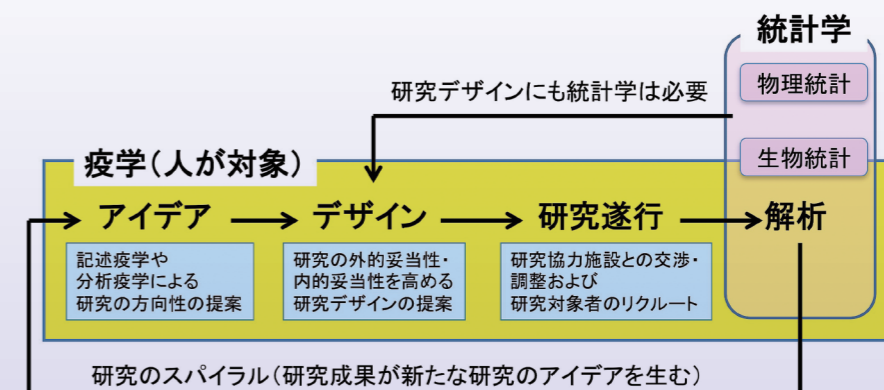 統計学
物理統計
研究デザインにも統計学は必要
生物統計
疫学(人が対象)
アイデア
デザイン
研究遂行
解析
記述疫学や
分析疫学による
研究の方向性の提案
研究の外的妥当性・
内的妥当性を高める
研究デザインの提案
研究協力施設との交渉・
調整および
研究対象者のリクルート
研究のスパイラル(研究成果が新たな研究のアイデアを生む)